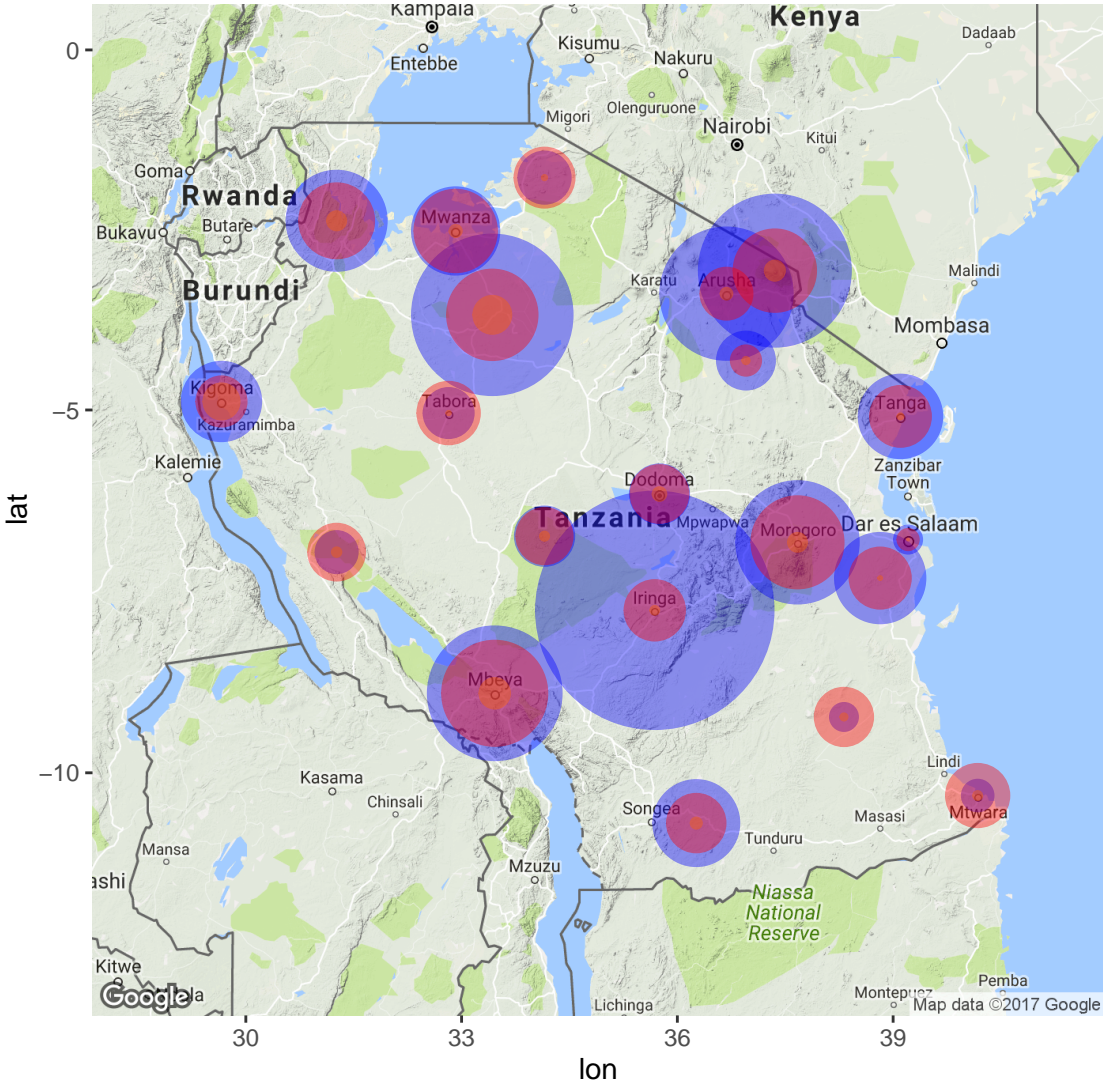 Kampala
Kenya
0
Dadaab
Kisumu
Entebbe
Nakuru
Olenguruone
Migori
Nairobi
Kitui
Goma
Rwanda
Bukavu
Butare
Mwanza
Malindi
Burundi
Karatu
Arusha
Mombasa
Kigoma
Tabora
Tanga
−5
Kazuramimba
Kalemie
Zanzibar
Town
Dodoma
Tanzania
Mpwapwa
Morogoro
Dar es Salaam
lat
Iringa
Mbeya
Lindi
−10
Kasama
Chinsali
Songea
Masasi
Mtwara
Tunduru
Mansa
Mzuzu
ashi
Niassa
National
Reserve
Kitwe
Pemba
Google
Lichinga
Map data ©2017 Google
30
33
36
39
lon